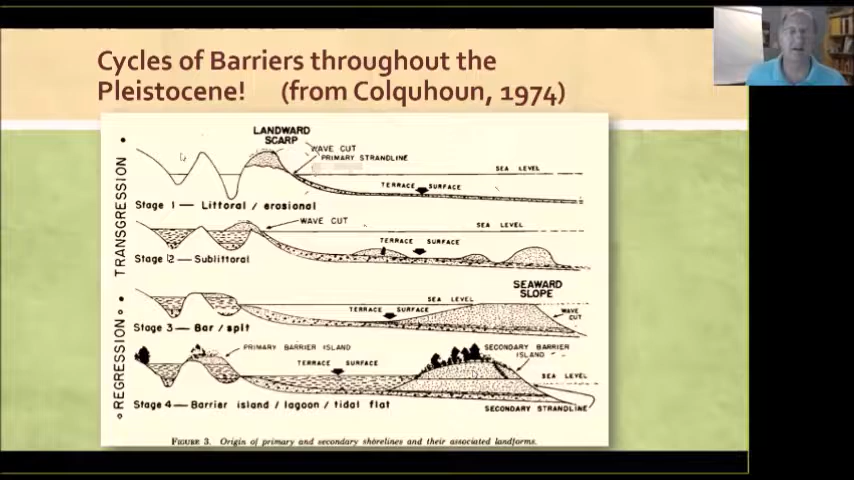 Cycles of Barriers throughout the
Pleistocene! (from Colquhoun, 1974)
LANDWARD
SCARP
WAVE CUT
PRIMARY STRANDLINE
SEA LEVEL
TERRACE SURFACE
Stage 1 — Littoral / erosional
TRANSGRESSION
WAVE CUT
SEA LEVEL
TERRACE SURFACE
Stage 2 — Sublittoral
SEAWARD
SLOPE
SEA LEVEL
TERRACE SURFACE
WAVE
CUT
Stage 3 — Bar / spit
REGRESSION
PRIMARY BARRIER ISLAND
SECONDARY BARRIER
ISLAND
TERRACE SURFACE
SEA LEVEL
Stage 4 — Barrier island / lagoon / tidal flat
SECONDARY STRANDLINE
FIGURE 3. Origin of primary and secondary shorelines and their associated landforms.